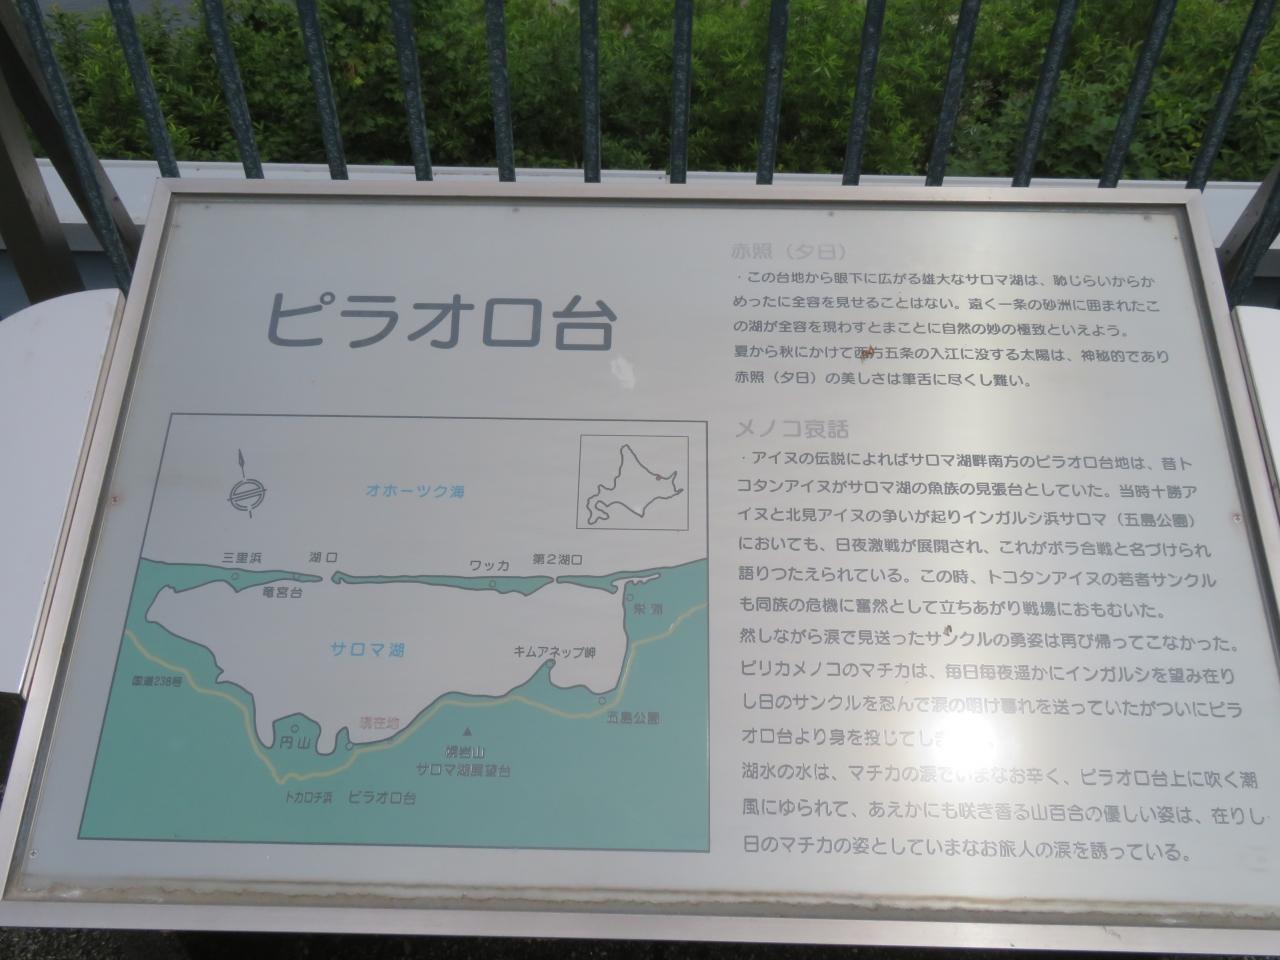 ピラオロ台
赤照（夕日）
・この台地から眼下に広がる雄大なサロマ湖は、恥じらいからか
めったに全容を見せることはない。遠く一条の砂洲に囲まれたこ
の湖が全容を現わすとまことに自然の妙の極致といえよう。
夏から秋にかけて西方五条の入江に没する太陽は、神秘的であり
赤照（夕日）の美しさは筆舌に尽くし難い。
メノコ哀話
・アイヌの伝説によればサロマ湖畔南方のピラオロ台地は、昔ト
コタンアイヌがサロマ湖の魚族の見張台としていた。当時十勝ア
イヌと北見アイヌの争いが起りインガルシ浜サロマ（五島公園）
においても、日夜激戦が展開され、これがボラ合戦と名づけられ
語りつたえられている。この時、トコタンアイヌの若者サンクル
も同族の危機に奮然として立ちあがり戦場におもむいた。
然しながら涙で見送ったサンクルの勇姿は再び帰ってこなかった。
ピリカメノコのマチカは、毎日毎夜遥かにインガルシを望み在り
し日のサンクルを忍んで涙の明け暮れを送っていたがついにピラ
オロ台より身を投じてし
湖水の水は、マチカの涙でいまなお辛く、ピラオロ台上に吹く潮
風にゆられて、あえかにも咲き香る山百合の優しい姿は、在りし
日のマチカの姿としていまなお旅人の涙を誘っている。
オホーツク海
三里浜
湖口
ワッカ
第2湖口
竜宮台
栄浦
サロマ湖
キムアネップ岬
国道238号
現在地
五島公園
円山
幌岩山
サロマ湖展望台
トカロチ浜
ピラオロ台